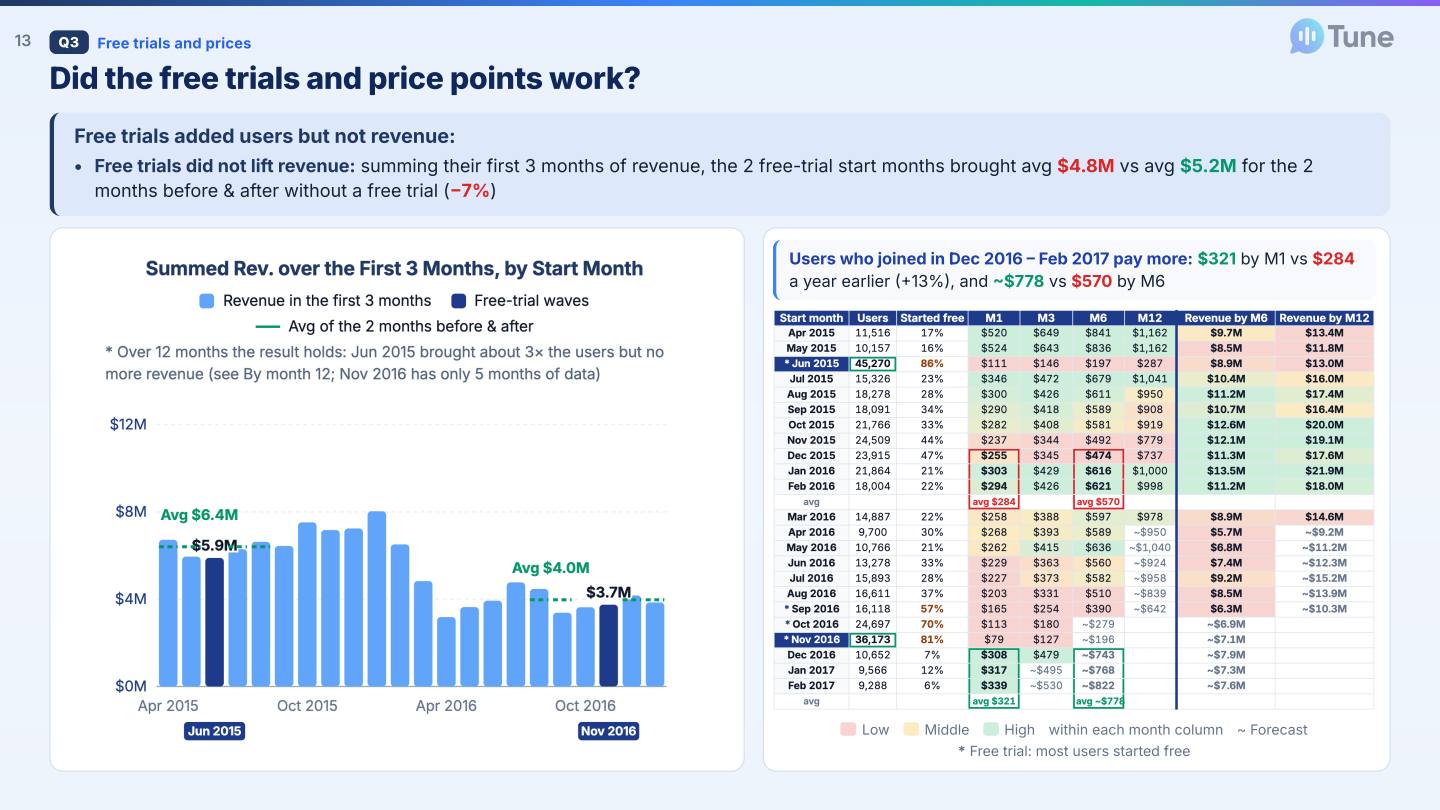 13 Q3 Free trials and prices
Tune
Did the free trials and price points work?
Free trials added users but not revenue:
• Free trials did not lift revenue: summing their first 3 months of revenue, the 2 free-trial start months brought avg $4.8M vs avg $5.2M for the 2
months before & after without a free trial (−7%)
Summed Rev. over the First 3 Months, by Start Month
Revenue in the first 3 months Free-trial waves
Avg of the 2 months before & after
* Over 12 months the result holds: Jun 2015 brought about 3× the users but no
more revenue (see By month 12; Nov 2016 has only 5 months of data)
$12M
$8M
$4M
$0M
Avg $6.4M
$5.9M
Avg $4.0M
$3.7M
Apr 2015 Oct 2015 Apr 2016 Oct 2016
Jun 2015 Nov 2016
Users who joined in Dec 2016 – Feb 2017 pay more: $321 by M1 vs $284
a year earlier (+13%), and ~$778 vs $570 by M6
Start month Users Started free M1 M3 M6 M12 Revenue by M6 Revenue by M12
Apr 2015 11,516 17% $520 $649 $841 $1,162 $9.7M $13.4M
May 2015 10,157 16% $524 $643 $836 $1,162 $8.5M $11.8M
* Jun 2015 45,270 86% $111 $146 $197 $287 $8.9M $13.0M
Jul 2015 15,326 23% $346 $472 $679 $1,041 $10.4M $16.0M
Aug 2015 18,278 28% $300 $426 $611 $950 $11.2M $17.4M
Sep 2015 18,091 34% $290 $418 $589 $908 $10.7M $16.4M
Oct 2015 21,766 33% $282 $408 $581 $919 $12.6M $20.0M
Nov 2015 24,509 44% $237 $344 $492 $779 $12.1M $19.1M
Dec 2015 23,915 47% $255 $345 $474 $737 $11.3M $17.6M
Jan 2016 21,864 21% $303 $429 $616 $1,000 $13.5M $21.9M
Feb 2016 18,004 22% $294 $426 $621 $998 $11.2M $18.0M
avg avg $284 avg $570
Mar 2016 14,887 22% $258 $388 $597 $978 $8.9M $14.6M
Apr 2016 9,700 30% $268 $393 $589 ~$950 $5.7M ~$9.2M
May 2016 10,766 21% $262 $415 $636 ~$1,040 $6.8M ~$11.2M
Jun 2016 13,278 33% $229 $363 $560 ~$924 $7.4M ~$12.3M
Jul 2016 15,893 28% $227 $373 $582 ~$958 $9.2M ~$15.2M
Aug 2016 16,611 37% $203 $331 $510 ~$839 $8.5M ~$13.9M
* Sep 2016 16,118 57% $165 $254 $390 ~$642 $6.3M ~$10.3M
* Oct 2016 24,697 70% $113 $180 ~$279 ~$6.9M
* Nov 2016 36,173 81% $79 $127 ~$196 ~$7.1M
Dec 2016 10,652 7% $308 $479 ~$743 ~$7.9M
Jan 2017 9,566 12% $317 ~$495 ~$768 ~$7.3M
Feb 2017 9,288 6% $339 ~$530 ~$822 ~$7.6M
avg avg $321 avg ~$778
Low Middle High within each month column ~ Forecast
* Free trial: most users started free